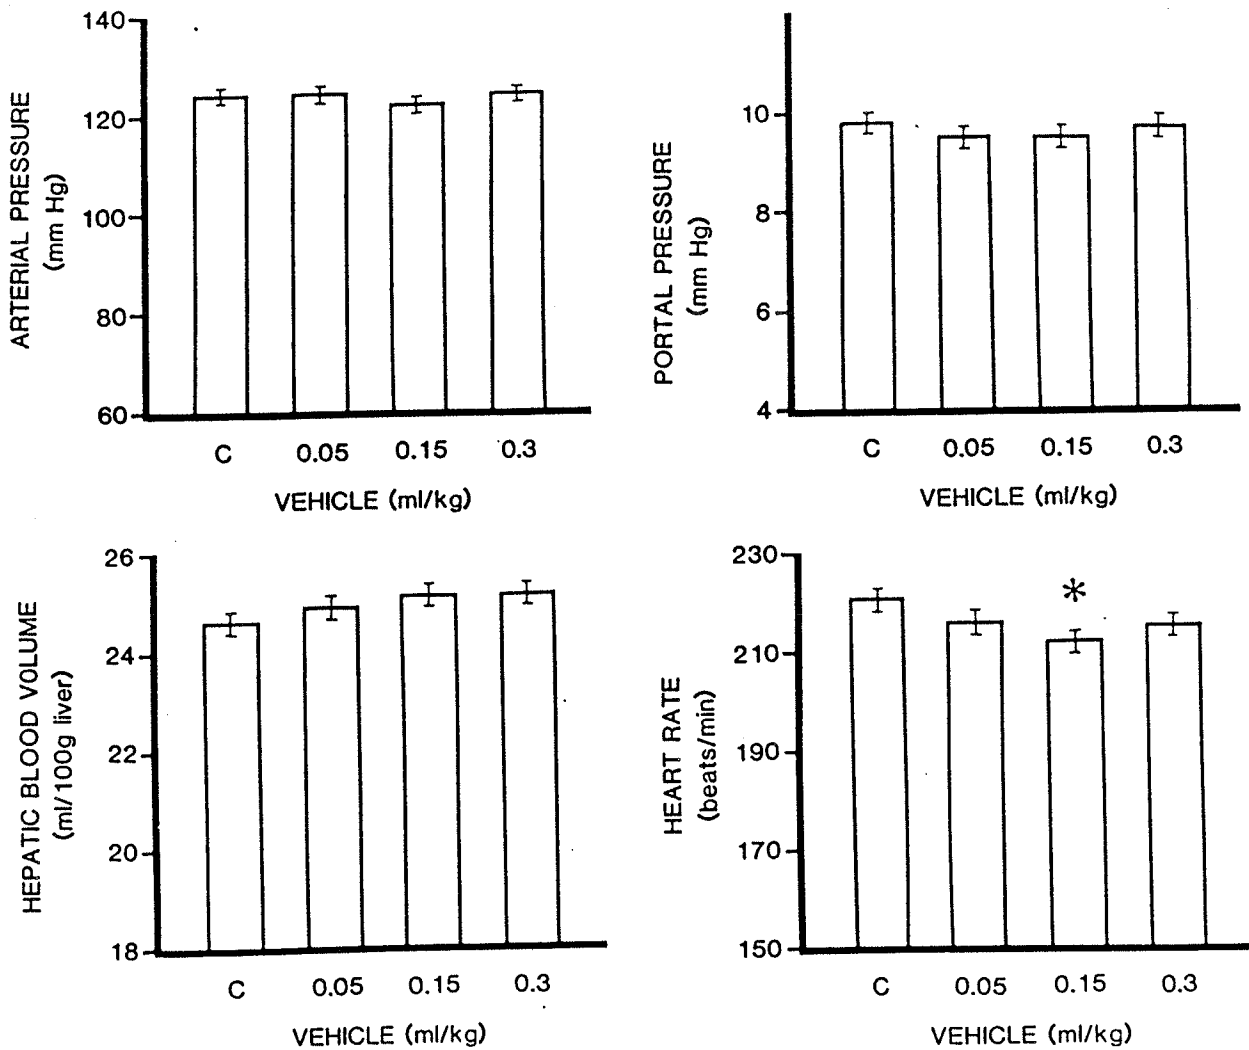 ARTERIAL PRESSURE
(mm Hg)
140
120
100
80
60
C 0.05 0.15 0.3
VEHICLE (ml/kg)
PORTAL PRESSURE
(mm Hg)
10
8
6
4
C 0.05 0.15 0.3
VEHICLE (ml/kg)
HEPATIC BLOOD VOLUME
(ml/100g liver)
26
24
22
20
18
C 0.05 0.15 0.3
VEHICLE (ml/kg)
HEART RATE
(beats/min)
230
210
190
170
150
*
C 0.05 0.15 0.3
VEHICLE (ml/kg)